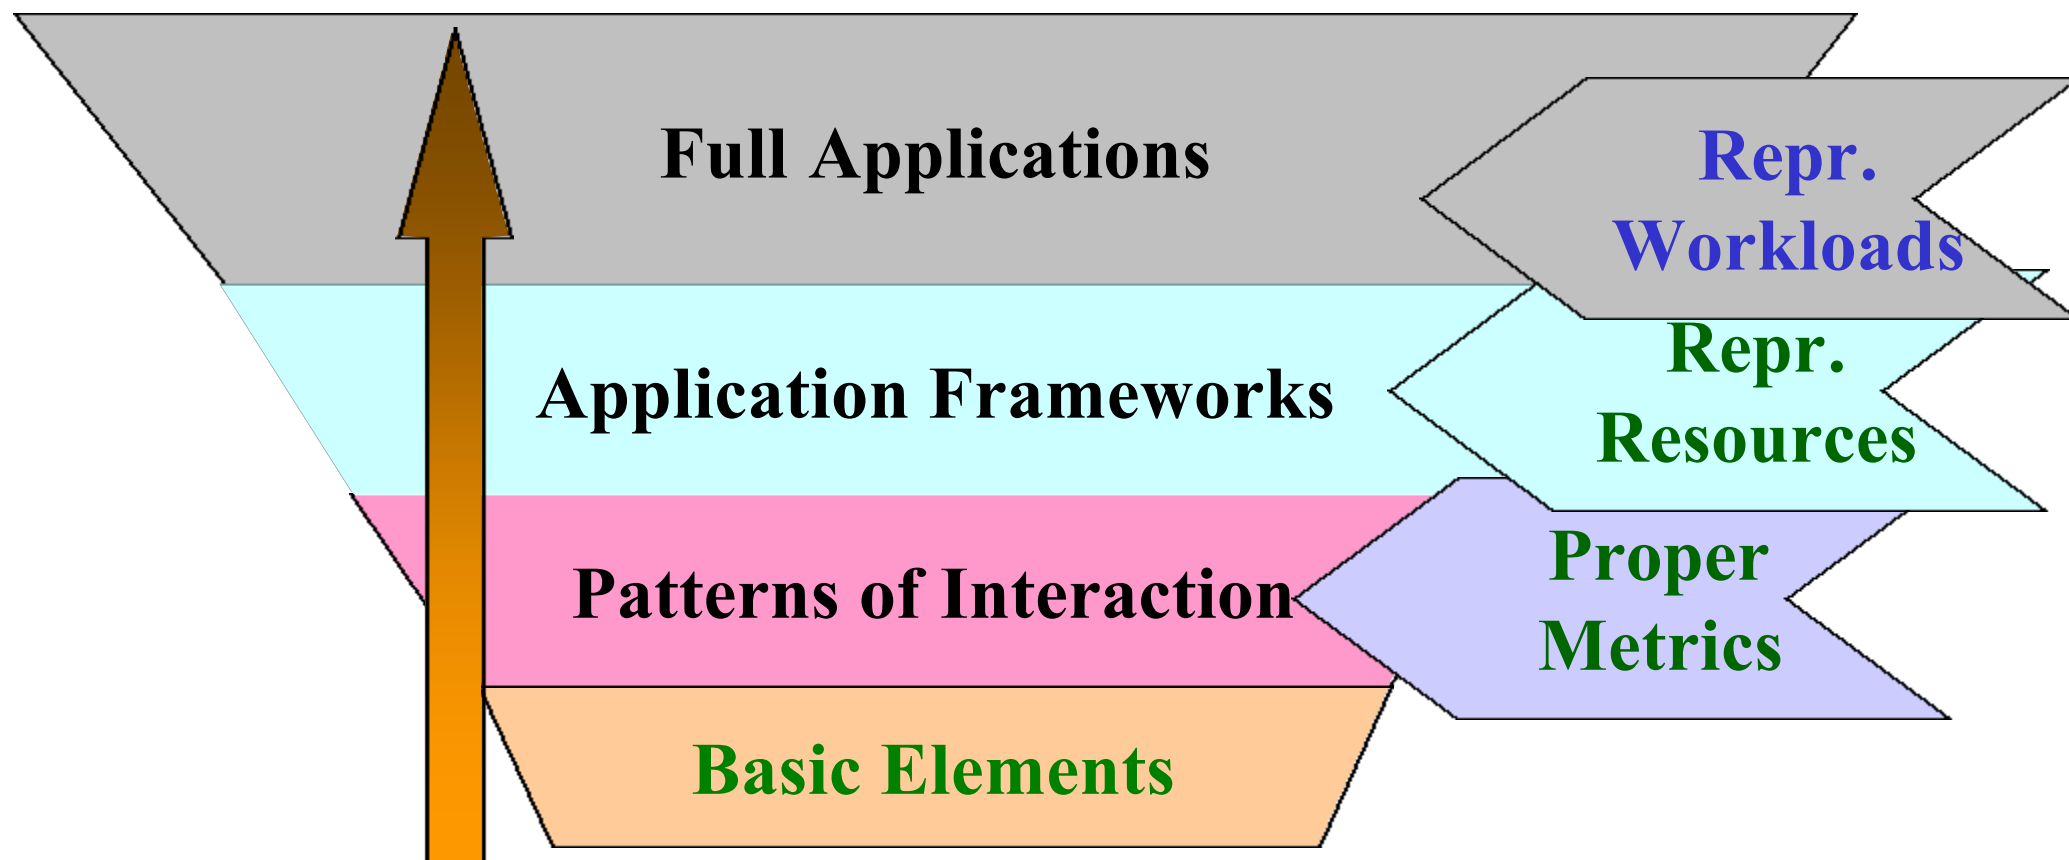 Full Applications
Repr.
Workloads
Application Frameworks
Repr.
Resources
Patterns of Interaction
Proper
Metrics
Basic Elements